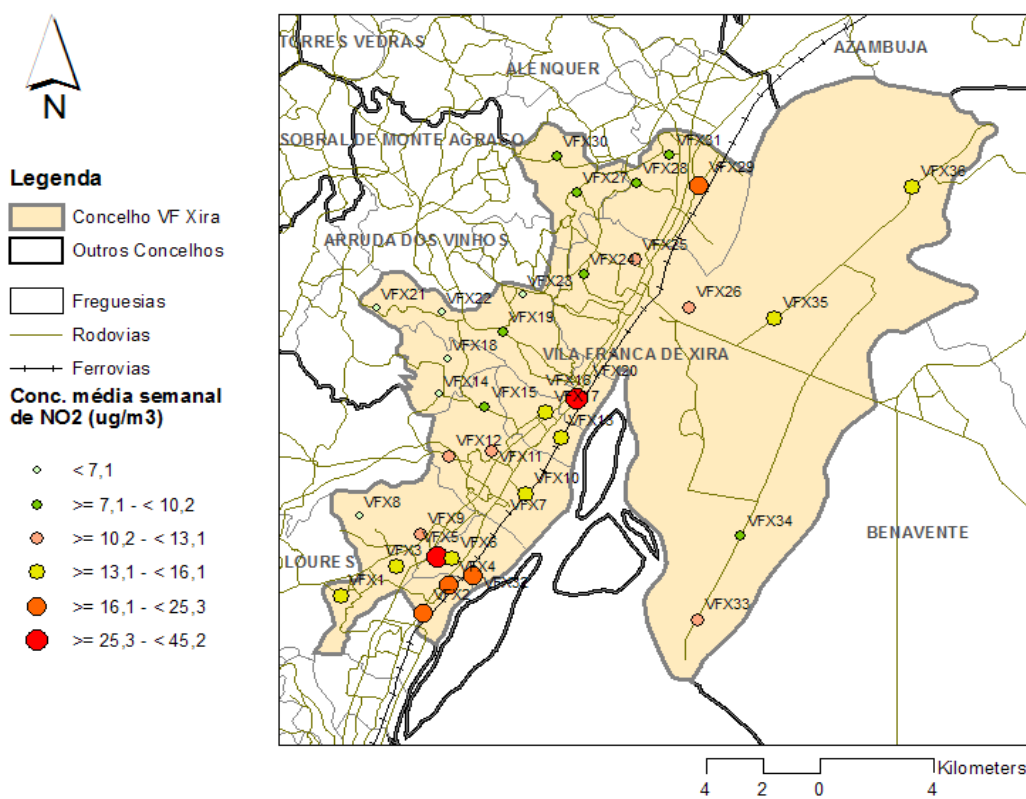 N
Legenda
Concelho VF Xira
Outros Concelhos
Freguesias
Rodovias
Ferrovias
Conc. média semanal
de NO2 (ug/m3)
< 7,1
>= 7,1 - < 10,2
>= 10,2 - < 13,1
>= 13,1 - < 16,1
>= 16,1 - < 25,3
>= 25,3 - < 45,2
TORRES VEDRAS
AZAMBUJA
ALENQUER
SOBRAL DE MONTE AGRAÇO
VFX30
VFX31
VFX28
VFX29
VFX27
VFX36
ARRUDA DOS VINHOS
VFX25
VFX24
VFX23
VFX21
VFX22
VFX26
VFX35
VFX19
VFX18
VILA FRANCA DE XIRA
VFX20
VFX16
VFX14
VFX15
VFX17
VFX13
VFX12
VFX11
VFX10
VFX7
VFX8
VFX34
BENAVENTE
VFX9
VFX5
VFX6
LOURES
VFX3
VFX4
VFX1
VFX32
VFX2
VFX33
Kilometers
4 2 0 4